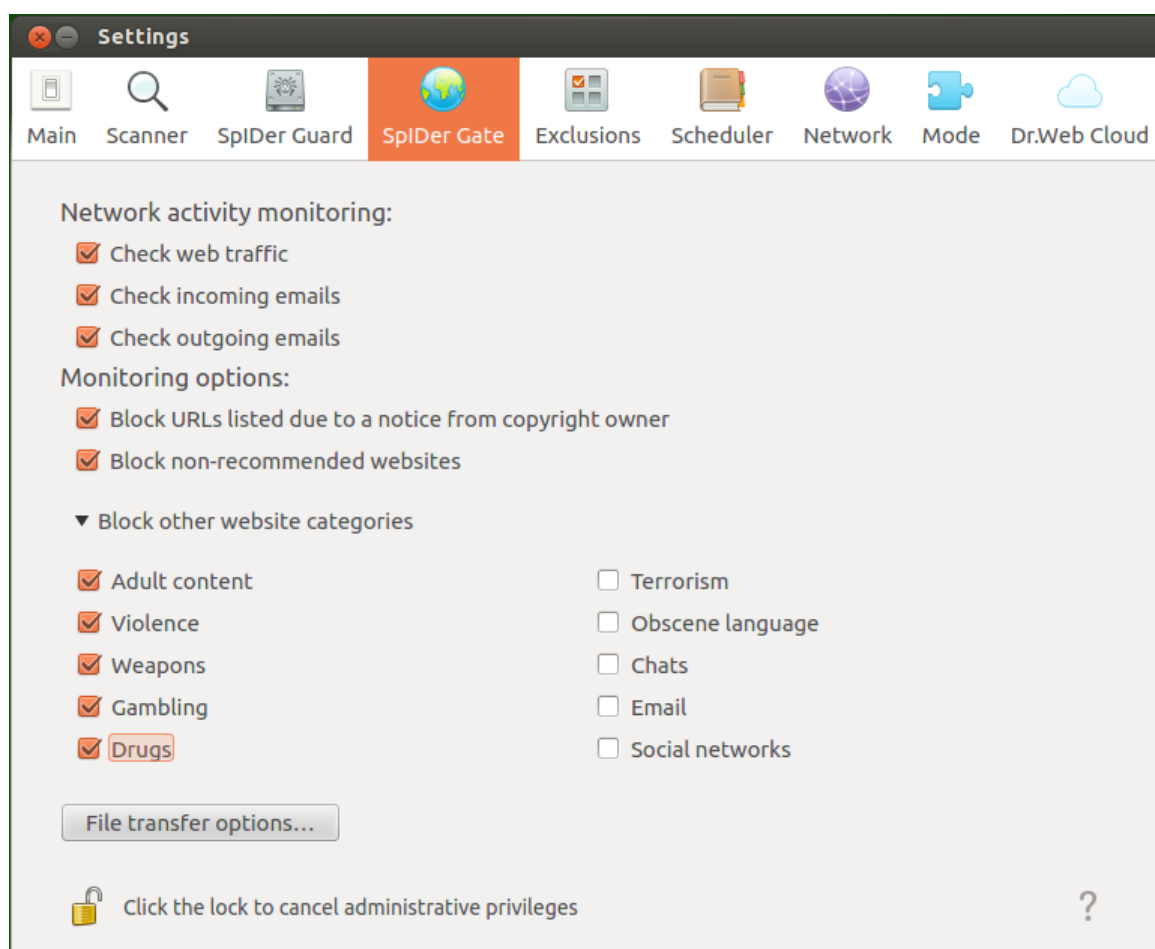 Settings
Main Scanner SpIDer Guard SpIDer Gate Exclusions Scheduler Network Mode Dr.Web Cloud
Network activity monitoring:
Check web traffic
Check incoming emails
Check outgoing emails
Monitoring options:
Block URLs listed due to a notice from copyright owner
Block non-recommended websites
Block other website categories
Adult content Terrorism
Violence Obscene language
Weapons Chats
Gambling Email
Drugs Social networks
File transfer options...
Click the lock to cancel administrative privileges ?